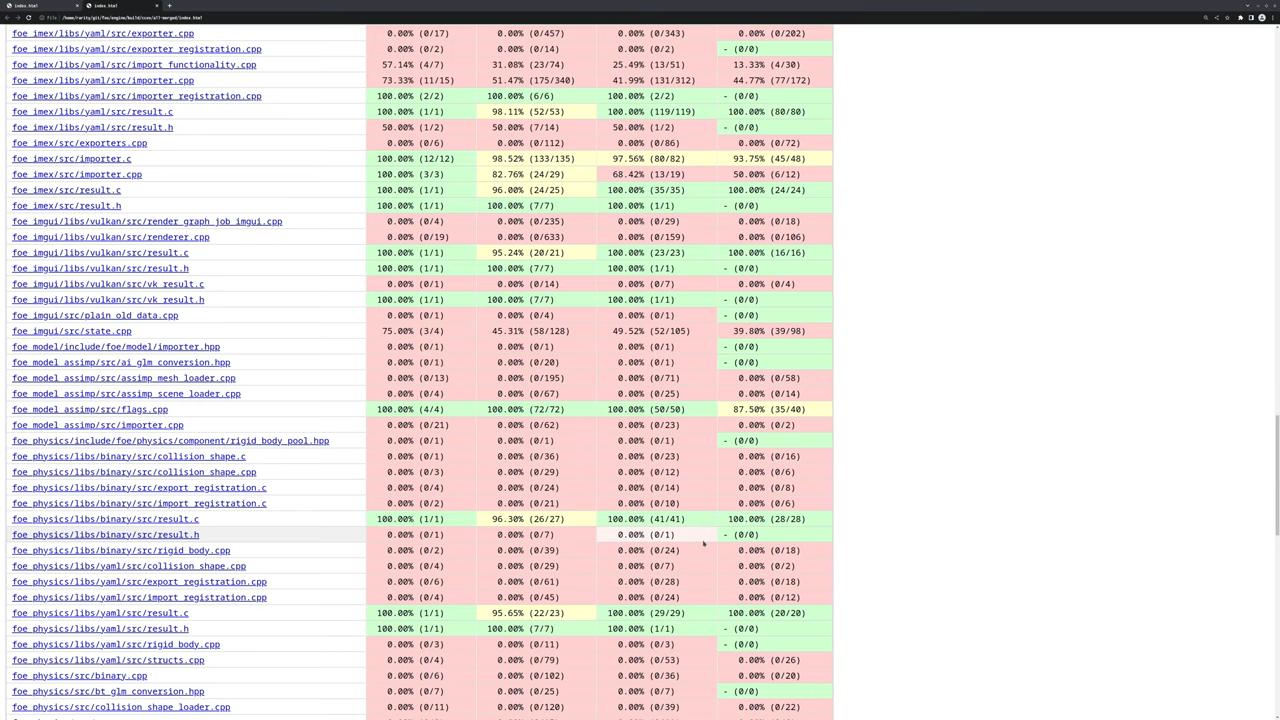 index.html
index.html
File /home/rarity/git/foe/engine/build/ccov/all-merged/index.html
foe_imex/libs/yaml/src/exporter.cpp 0.00% (0/17) 0.00% (0/457) 0.00% (0/343) 0.00% (0/202)
foe_imex/libs/yaml/src/exporter_registration.cpp 0.00% (0/2) 0.00% (0/14) 0.00% (0/2) - (0/0)
foe_imex/libs/yaml/src/import_functionality.cpp 57.14% (4/7) 31.08% (23/74) 25.49% (13/51) 13.33% (4/30)
foe_imex/libs/yaml/src/importer.cpp 73.33% (11/15) 51.47% (175/340) 41.99% (131/312) 44.77% (77/172)
foe_imex/libs/yaml/src/importer_registration.cpp 100.00% (2/2) 100.00% (6/6) 100.00% (2/2) - (0/0)
foe_imex/libs/yaml/src/result.c 100.00% (1/1) 98.11% (52/53) 100.00% (119/119) 100.00% (80/80)
foe_imex/libs/yaml/src/result.h 50.00% (1/2) 50.00% (7/14) 50.00% (1/2) - (0/0)
foe_imex/src/exporters.cpp 0.00% (0/6) 0.00% (0/112) 0.00% (0/86) 0.00% (0/72)
foe_imex/src/importer.c 100.00% (12/12) 98.52% (133/135) 97.56% (80/82) 93.75% (45/48)
foe_imex/src/importer.cpp 100.00% (3/3) 82.76% (24/29) 68.42% (13/19) 50.00% (6/12)
foe_imex/src/result.c 100.00% (1/1) 96.00% (24/25) 100.00% (35/35) 100.00% (24/24)
foe_imex/src/result.h 100.00% (1/1) 100.00% (7/7) 100.00% (1/1) - (0/0)
foe_imgui/libs/vulkan/src/render_graph_job_imgui.cpp 0.00% (0/4) 0.00% (0/235) 0.00% (0/29) 0.00% (0/18)
foe_imgui/libs/vulkan/src/renderer.cpp 0.00% (0/19) 0.00% (0/633) 0.00% (0/159) 0.00% (0/106)
foe_imgui/libs/vulkan/src/result.c 100.00% (1/1) 95.24% (20/21) 100.00% (23/23) 100.00% (16/16)
foe_imgui/libs/vulkan/src/result.h 100.00% (1/1) 100.00% (7/7) 100.00% (1/1) - (0/0)
foe_imgui/libs/vulkan/src/vk_result.c 0.00% (0/1) 0.00% (0/14) 0.00% (0/7) 0.00% (0/4)
foe_imgui/libs/vulkan/src/vk_result.h 100.00% (1/1) 100.00% (7/7) 100.00% (1/1) - (0/0)
foe_imgui/src/plain_old_data.cpp 0.00% (0/1) 0.00% (0/4) 0.00% (0/1) - (0/0)
foe_imgui/src/state.cpp 75.00% (3/4) 45.31% (58/128) 49.52% (52/105) 39.80% (39/98)
foe_model/include/foe/model/importer.hpp 0.00% (0/1) 0.00% (0/1) 0.00% (0/1) - (0/0)
foe_model_assimp/src/ai_glm_conversion.hpp 0.00% (0/1) 0.00% (0/20) 0.00% (0/1) - (0/0)
foe_model_assimp/src/assimp_mesh_loader.cpp 0.00% (0/13) 0.00% (0/195) 0.00% (0/71) 0.00% (0/58)
foe_model_assimp/src/assimp_scene_loader.cpp 0.00% (0/4) 0.00% (0/67) 0.00% (0/25) 0.00% (0/14)
foe_model_assimp/src/flags.cpp 100.00% (4/4) 100.00% (72/72) 100.00% (50/50) 87.50% (35/40)
foe_model_assimp/src/importer.cpp 0.00% (0/21) 0.00% (0/62) 0.00% (0/23) 0.00% (0/2)
foe_physics/include/foe/physics/component/rigid_body_pool.hpp 0.00% (0/1) 0.00% (0/1) 0.00% (0/1) - (0/0)
foe_physics/libs/binary/src/collision_shape.c 0.00% (0/1) 0.00% (0/36) 0.00% (0/23) 0.00% (0/16)
foe_physics/libs/binary/src/collision_shape.cpp 0.00% (0/3) 0.00% (0/29) 0.00% (0/12) 0.00% (0/6)
foe_physics/libs/binary/src/export_registration.c 0.00% (0/4) 0.00% (0/24) 0.00% (0/14) 0.00% (0/8)
foe_physics/libs/binary/src/import_registration.c 0.00% (0/2) 0.00% (0/21) 0.00% (0/10) 0.00% (0/6)
foe_physics/libs/binary/src/result.c 100.00% (1/1) 96.30% (26/27) 100.00% (41/41) 100.00% (28/28)
foe_physics/libs/binary/src/result.h 0.00% (0/1) 0.00% (0/7) 0.00% (0/1) - (0/0)
foe_physics/libs/binary/src/rigid_body.cpp 0.00% (0/2) 0.00% (0/39) 0.00% (0/24) 0.00% (0/18)
foe_physics/libs/yaml/src/collision_shape.cpp 0.00% (0/4) 0.00% (0/29) 0.00% (0/7) 0.00% (0/2)
foe_physics/libs/yaml/src/export_registration.cpp 0.00% (0/6) 0.00% (0/61) 0.00% (0/28) 0.00% (0/18)
foe_physics/libs/yaml/src/import_registration.cpp 0.00% (0/4) 0.00% (0/45) 0.00% (0/24) 0.00% (0/12)
foe_physics/libs/yaml/src/result.c 100.00% (1/1) 95.65% (22/23) 100.00% (29/29) 100.00% (20/20)
foe_physics/libs/yaml/src/result.h 100.00% (1/1) 100.00% (7/7) 100.00% (1/1) - (0/0)
foe_physics/libs/yaml/src/rigid_body.cpp 0.00% (0/3) 0.00% (0/11) 0.00% (0/3) - (0/0)
foe_physics/libs/yaml/src/structs.cpp 0.00% (0/4) 0.00% (0/79) 0.00% (0/53) 0.00% (0/26)
foe_physics/src/binary.cpp 0.00% (0/6) 0.00% (0/102) 0.00% (0/36) 0.00% (0/20)
foe_physics/src/bt_glm_conversion.hpp 0.00% (0/7) 0.00% (0/25) 0.00% (0/7) - (0/0)
foe_physics/src/collision_shape_loader.cpp 0.00% (0/11) 0.00% (0/120) 0.00% (0/39) 0.00% (0/22)